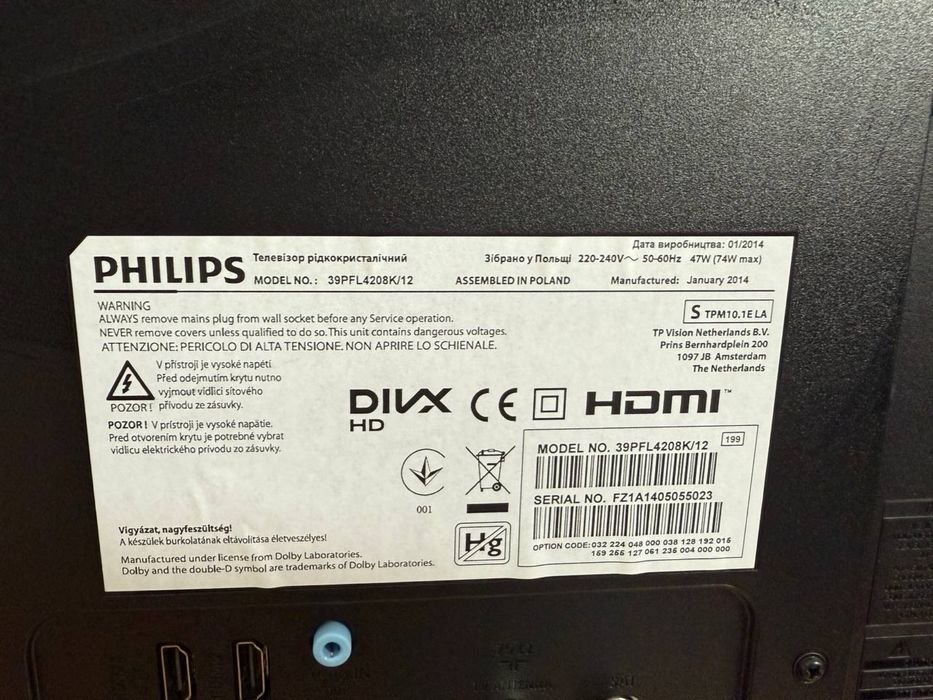 Дата виробництва: 01/2014
PHILIPS
Телевізор рідкокристалічний
Зібрано у Польщі 220-240V~ 50-60Hz 47W (74W max)
MODEL NO.: 39PFL4208K/12
ASSEMBLED IN POLAND
Manufactured: January 2014
WARNING
ALWAYS remove mains plug from wall socket before any Service operation.
NEVER remove covers unless qualified to do so. This unit contains dangerous voltages.
ATTENZIONE: PERICOLO DI ALTA TENSIONE. NON APRIRE LO SCHIENALE.
S TPM10.1E LA
TP Vision Netherlands B.V.
Prins Bernhardplein 200
1097 JB Amsterdam
The Netherlands
V přístroji je vysoké napětí
Před odejmutím krytu nutno
vyjmout vidlici síťového
POZOR! přívodu ze zásuvky.
POZOR! V prístroji je vysoké napätie.
Pred otvorením krytu je potrebné vybrat
vidlicu elektrického prívodu zo zásuvky.
DIVX
HD
CE
HDMI™
MODEL NO. 39PFL4208K/12
199
SERIAL NO. FZ1A1405055023
OPTION CODE: 032 224 048 000 038 128 192 015
159 255 127 061 235 004 000 000
001
Hg
Vigyázat, nagyfeszültség!
A készülék burkolatának eltávolítása életveszélyes!
Manufactured under license from Dolby Laboratories.
Dolby and the double-D symbol are trademarks of Dolby Laboratories.
75 Ω